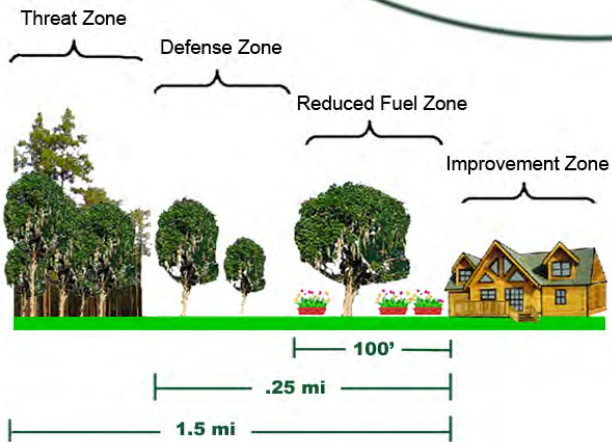 Threat Zone
Defense Zone
Reduced Fuel Zone
Improvement Zone
100’
.25 mi
1.5 mi